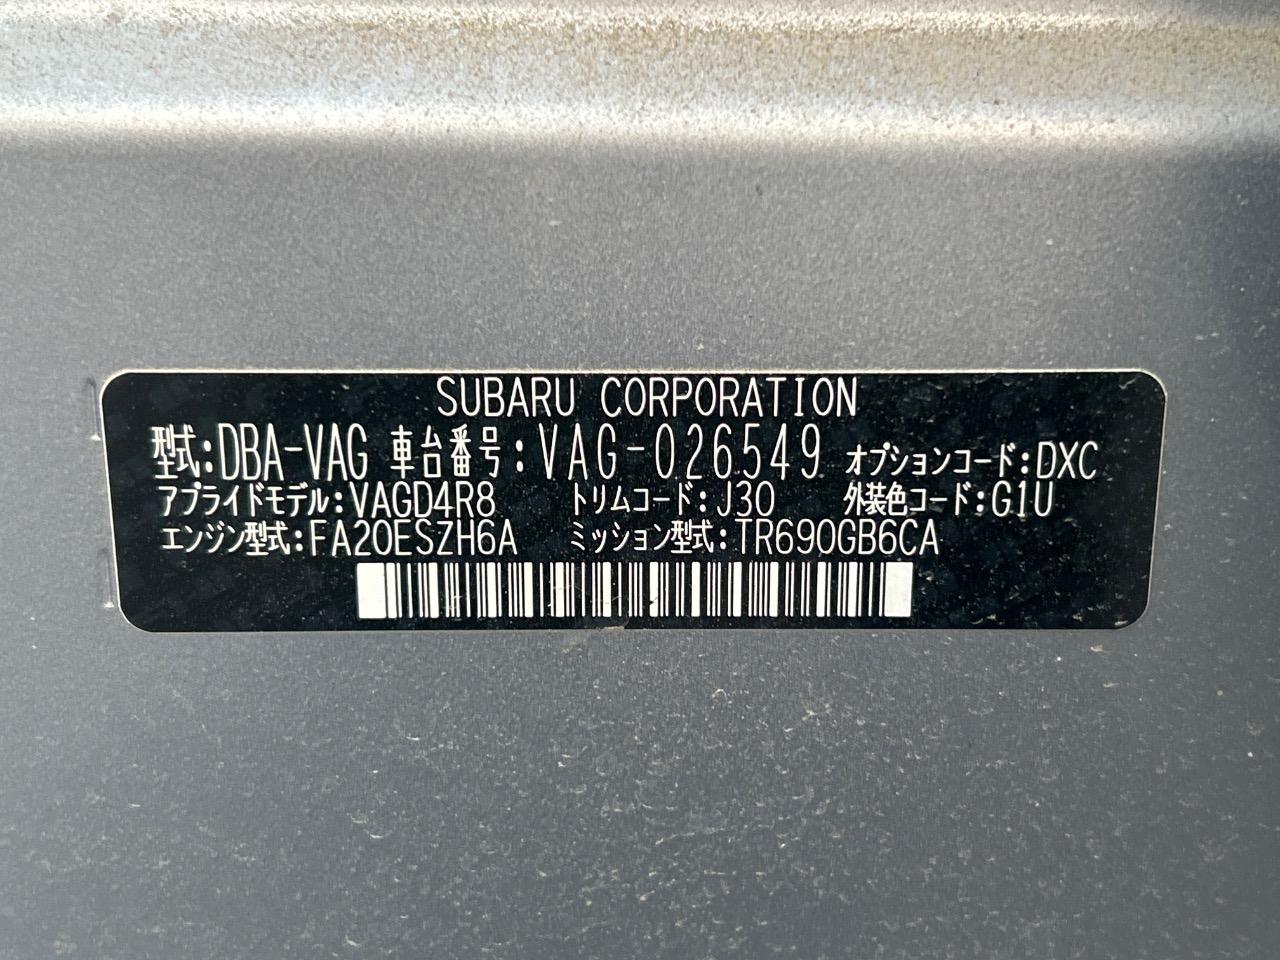 SUBARU CORPORATION
型式:DBA-VAG 車台番号:VAG-026549 オプションコード:DXC
アプライドモデル:VAGD4R8 トリムコード:J30 外装色コード:G1U
エンジン型式:FA20ESZH6A ミッション型式:TR690GB6CA